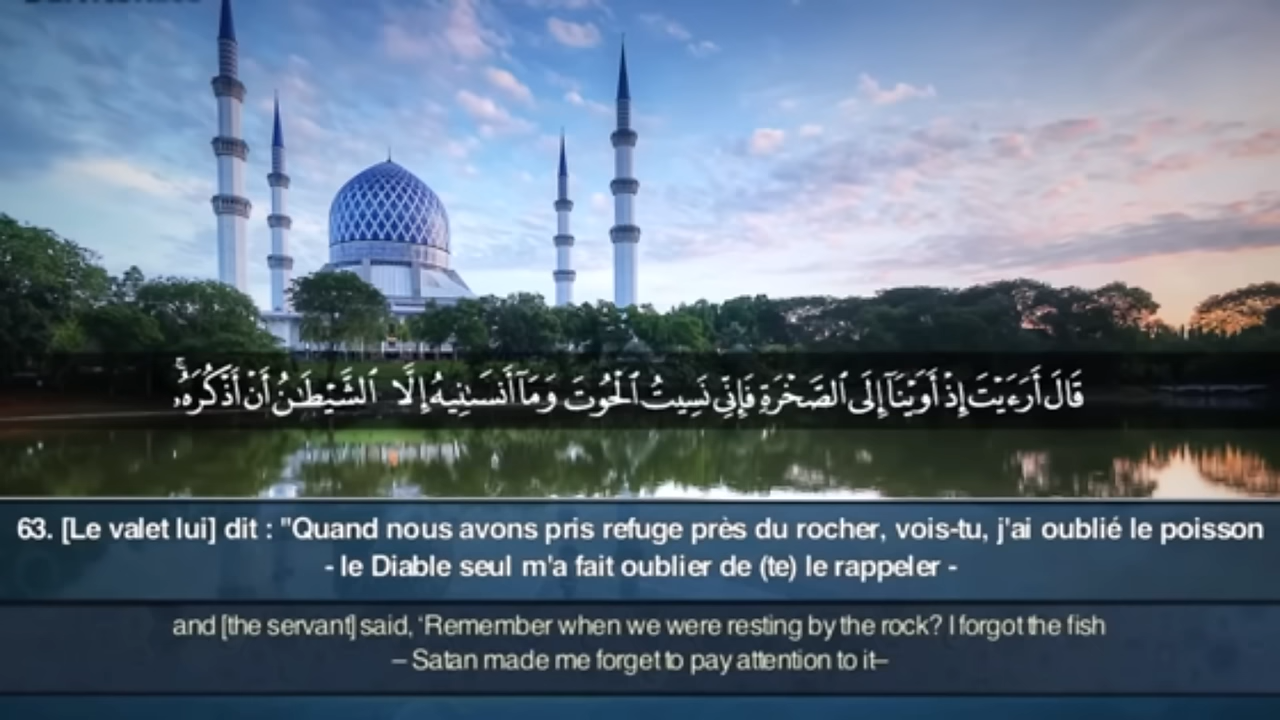 قَالَ أَرَءَيْتَ إِذْ أَوَيْنَآ إِلَى ٱلصَّخْرَةِ فَإِنِّى نَسِيتُ ٱلْحُوتَ وَمَآ أَنسَىٰنِيهُ إِلَّا ٱلشَّيْطَـٰنُ أَنْ أَذْكُرَهُۥ ۚ
63. [Le valet lui] dit : "Quand nous avons pris refuge près du rocher, vois-tu, j'ai oublié le poisson
- le Diable seul m'a fait oublier de (te) le rappeler -
and [the servant] said, ‘Remember when we were resting by the rock? I forgot the fish
– Satan made me forget to pay attention to it–